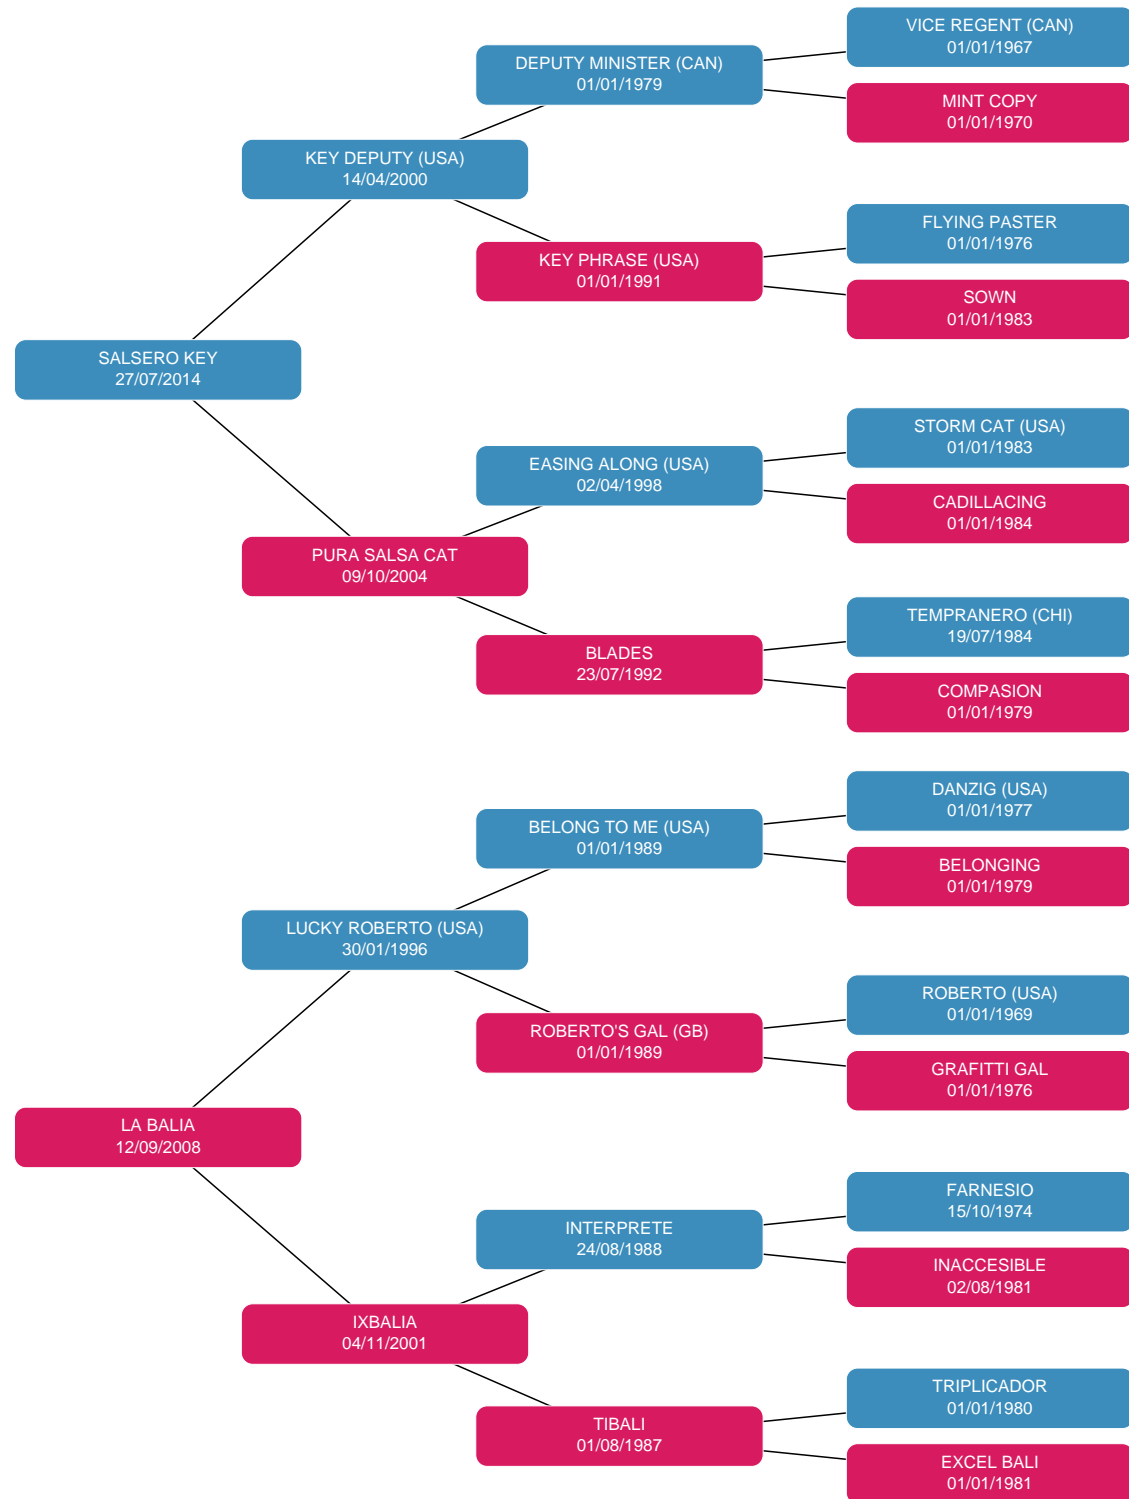 VICE REGENT (CAN)
01/01/1967
DEPUTY MINISTER (CAN)
01/01/1979
MINT COPY
01/01/1970
KEY DEPUTY (USA)
14/04/2000
FLYING PASTER
01/01/1976
KEY PHRASE (USA)
01/01/1991
SOWN
01/01/1983
SALSERO KEY
27/07/2014
STORM CAT (USA)
01/01/1983
EASING ALONG (USA)
02/04/1998
CADILLACING
01/01/1984
PURA SALSA CAT
09/10/2004
TEMPRANERO (CHI)
19/07/1984
BLADES
23/07/1992
COMPASION
01/01/1979
DANZIG (USA)
01/01/1977
BELONG TO ME (USA)
01/01/1989
BELONGING
01/01/1979
LUCKY ROBERTO (USA)
30/01/1996
ROBERTO (USA)
01/01/1969
ROBERTO'S GAL (GB)
01/01/1989
GRAFITTI GAL
01/01/1976
LA BALIA
12/09/2008
FARNESIO
15/10/1974
INTERPRETE
24/08/1988
INACCESIBLE
02/08/1981
IXBALIA
04/11/2001
TRIPLICADOR
01/01/1980
TIBALI
01/08/1987
EXCEL BALI
01/01/1981